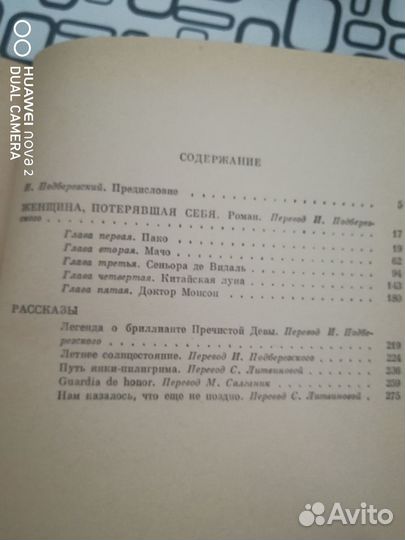 HUAWEI nova 2
DUAL CAMERA
СОДЕРЖАНИЕ
И. Подберезский. Предисловие . . . . . . . . . . 5
ЖЕНЩИНА, ПОТЕРЯВШАЯ СЕБЯ. Роман. Перевод И. Подберез-
ского . . . . . . . . . . 17
Глава первая. Пако . . . . . . . . . . 19
Глава вторая. Мачо . . . . . . . . . . 62
Глава третья. Сеньора де Видаль . . . . . . . . . . 94
Глава четвертая. Китайская луна . . . . . . . . . . 143
Глава пятая. Доктор Монсон . . . . . . . . . . 180
РАССКАЗЫ
Легенда о бриллианте Пречистой Девы. Перевод И. Подбе-
резского . . . . . . . . . . 219
Летнее солнцестояние. Перевод И. Подберезского . . . . 224
Путь инки-пилигрима. Перевод С. Литвиновой . . . . 236
Guardia de honor. Перевод М. Салганик . . . . 259
Нам казалось, что еще не поздно. Перевод С. Литвиновой . 275
Avito